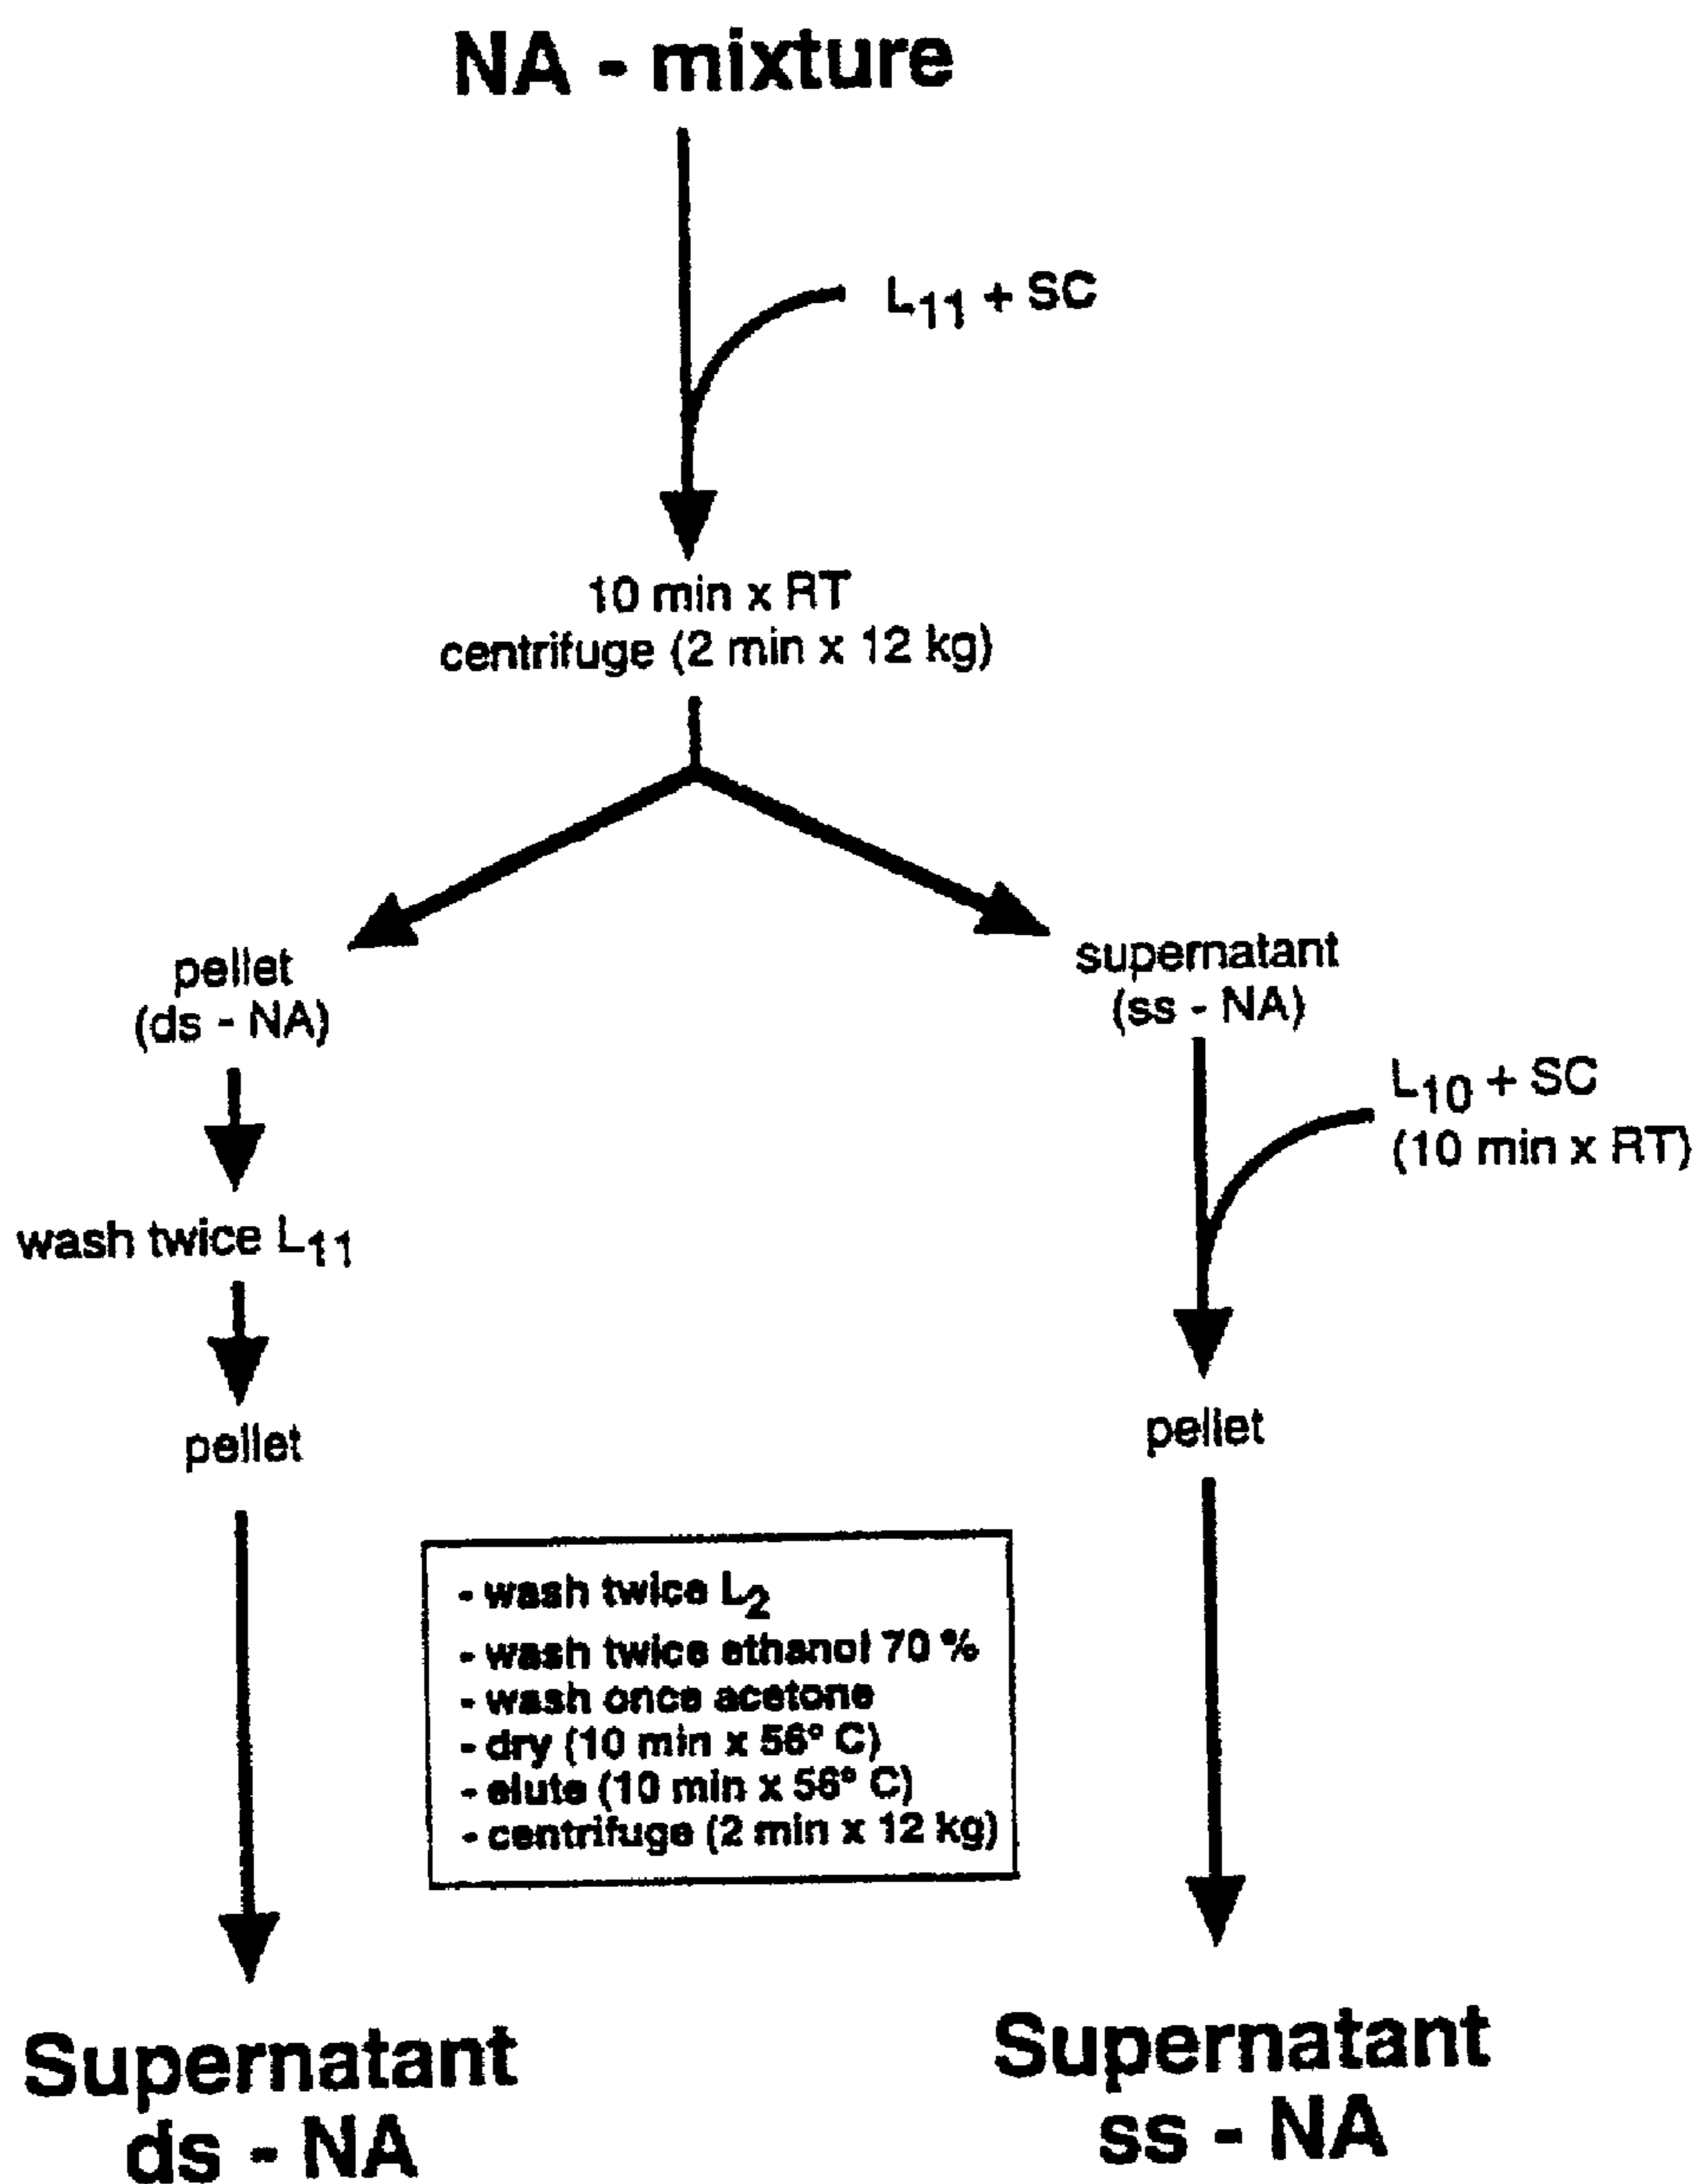 NA - mixture
L11 + SC
10 min x RT
centrifuge (2 min x 12 kg)
pellet
(ds - NA)
supernatant
(ss - NA)
L10 + SC
(10 min x RT)
wash twice L11
pellet
pellet
- wash twice L2
- wash twice ethanol 70 %
- wash once acetone
- dry (10 min x 56° C)
- elute (10 min x 56° C)
- centrifuge (2 min x 12 kg)
Supernatant
ds - NA
Supernatant
ss - NA